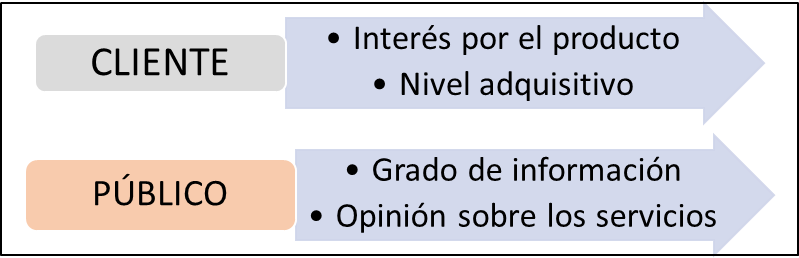 CLIENTE
• Interés por el producto
• Nivel adquisitivo
PÚBLICO
• Grado de información
• Opinión sobre los servicios